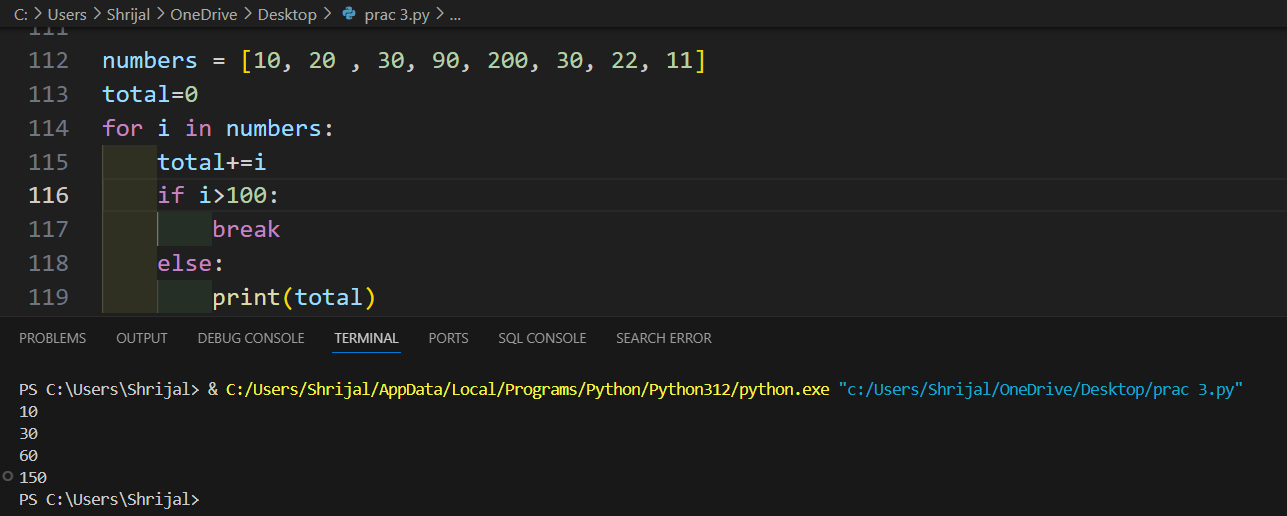 C: > Users > Shrijal > OneDrive > Desktop > prac 3.py > ...
111
112 numbers = [10, 20 , 30, 90, 200, 30, 22, 11]
113 total=0
114 for i in numbers:
115     total+=i
116     if i>100:
117         break
118     else:
119         print(total)
PROBLEMS OUTPUT DEBUG CONSOLE TERMINAL PORTS SQL CONSOLE SEARCH ERROR
PS C:\Users\Shrijal> & C:/Users/Shrijal/AppData/Local/Programs/Python/Python312/python.exe "c:/Users/Shrijal/OneDrive/Desktop/prac 3.py"
10
30
60
150
PS C:\Users\Shrijal>